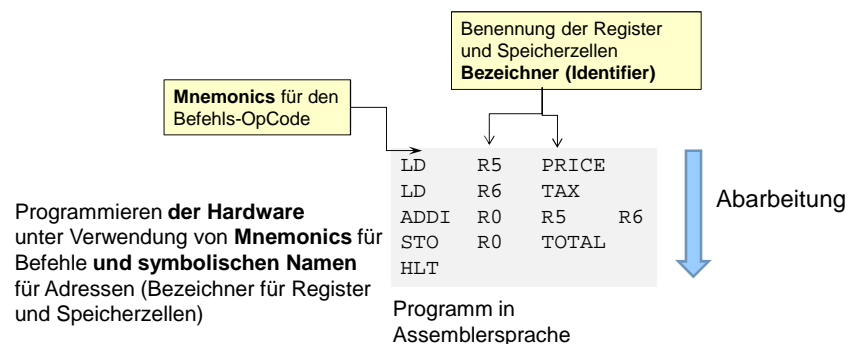 Benennung der Register
und Speicherzellen
Bezeichner (Identifier)
Mnemonics für den
Befehls-OpCode
LD R5 PRICE
LD R6 TAX
ADDI R0 R5 R6
STO R0 TOTAL
HLT
Abarbeitung
Programmieren der Hardware
unter Verwendung von Mnemonics für
Befehle und symbolischen Namen
für Adressen (Bezeichner für Register
und Speicherzellen)
Programm in
Assemblersprache